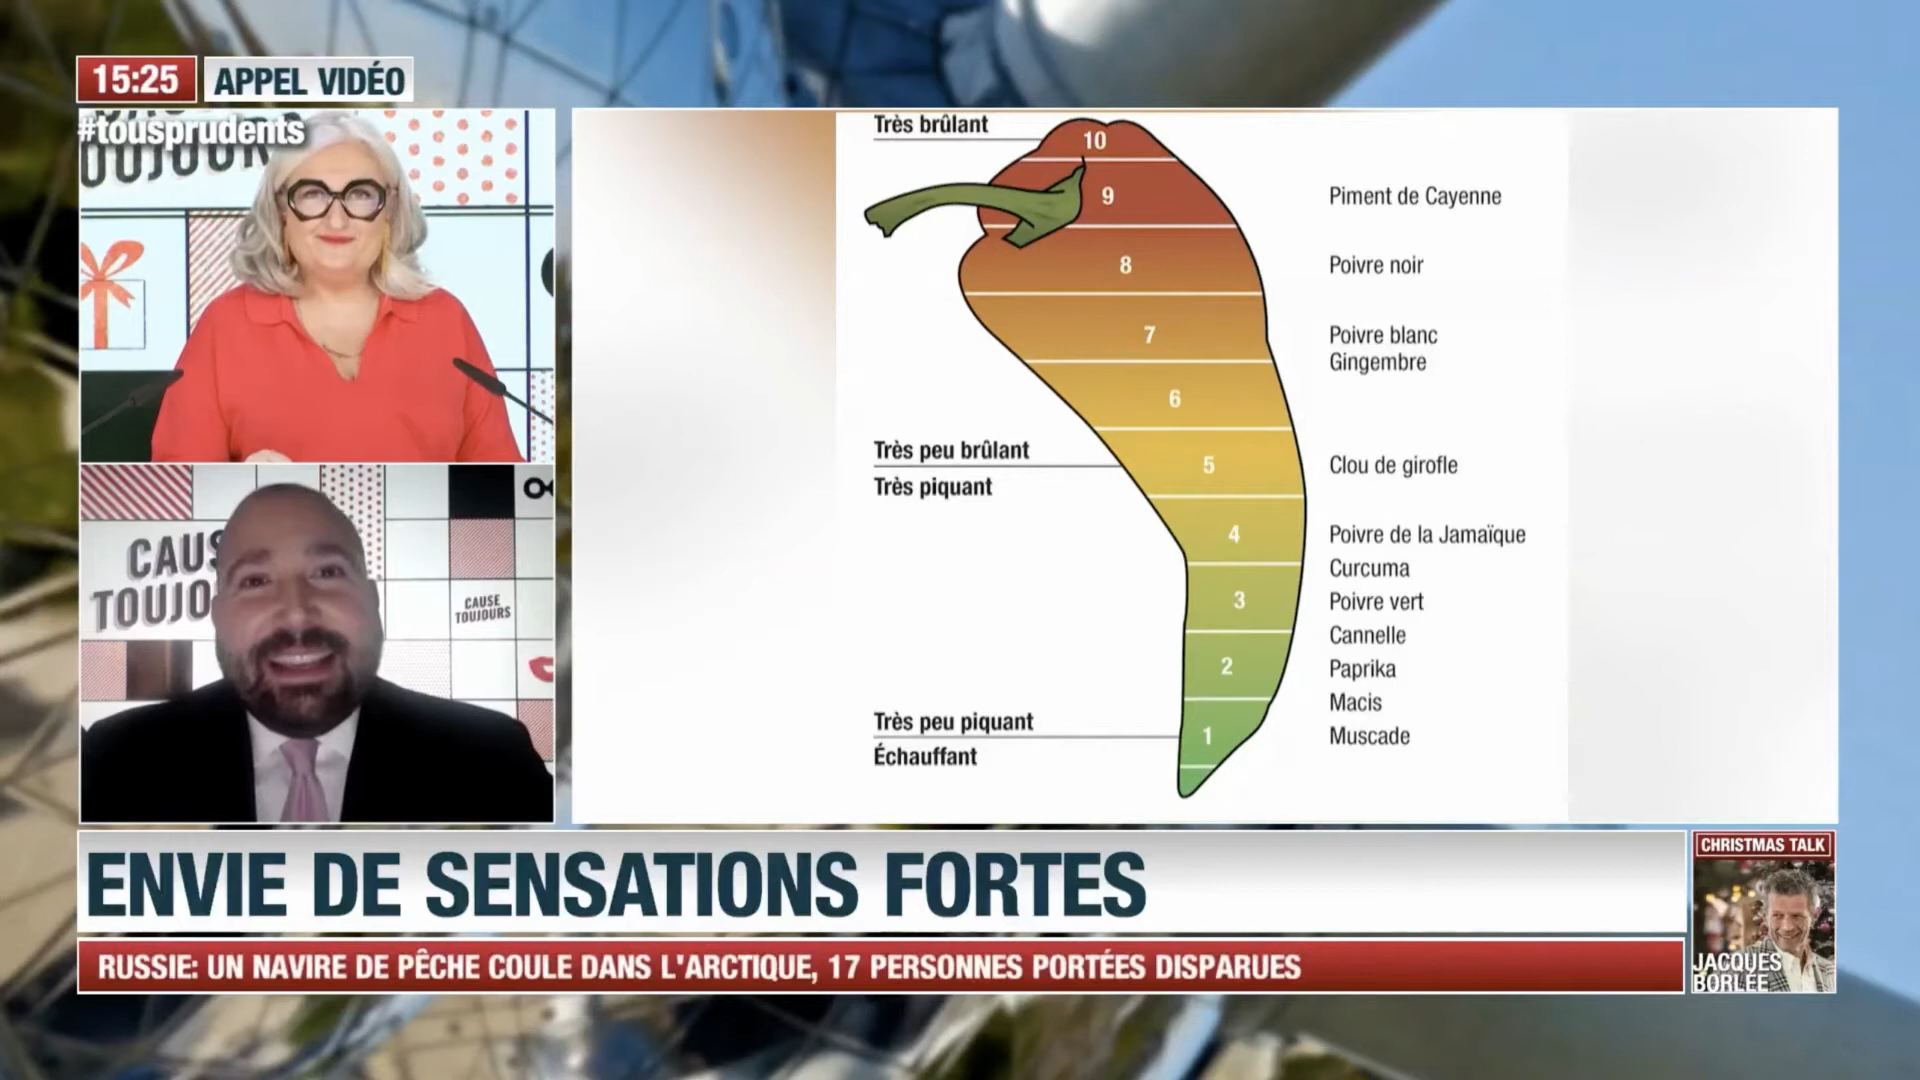 15:25 APPEL VIDÉO
#tousprudents
OUJOUR
CAUS
TOUJO
CAUSE
TOUJOURS
Très brûlant
10
9
Piment de Cayenne
8
Poivre noir
7
Poivre blanc
Gingembre
6
Très peu brûlant
5
Clou de girofle
Très piquant
4
Poivre de la Jamaïque
Curcuma
3
Poivre vert
Cannelle
2
Paprika
Macis
Très peu piquant
1
Muscade
Échauffant
ENVIE DE SENSATIONS FORTES
CHRISTMAS TALK
JACQUES
BORLÉE
RUSSIE: UN NAVIRE DE PÊCHE COULE DANS L'ARCTIQUE, 17 PERSONNES PORTÉES DISPARUES